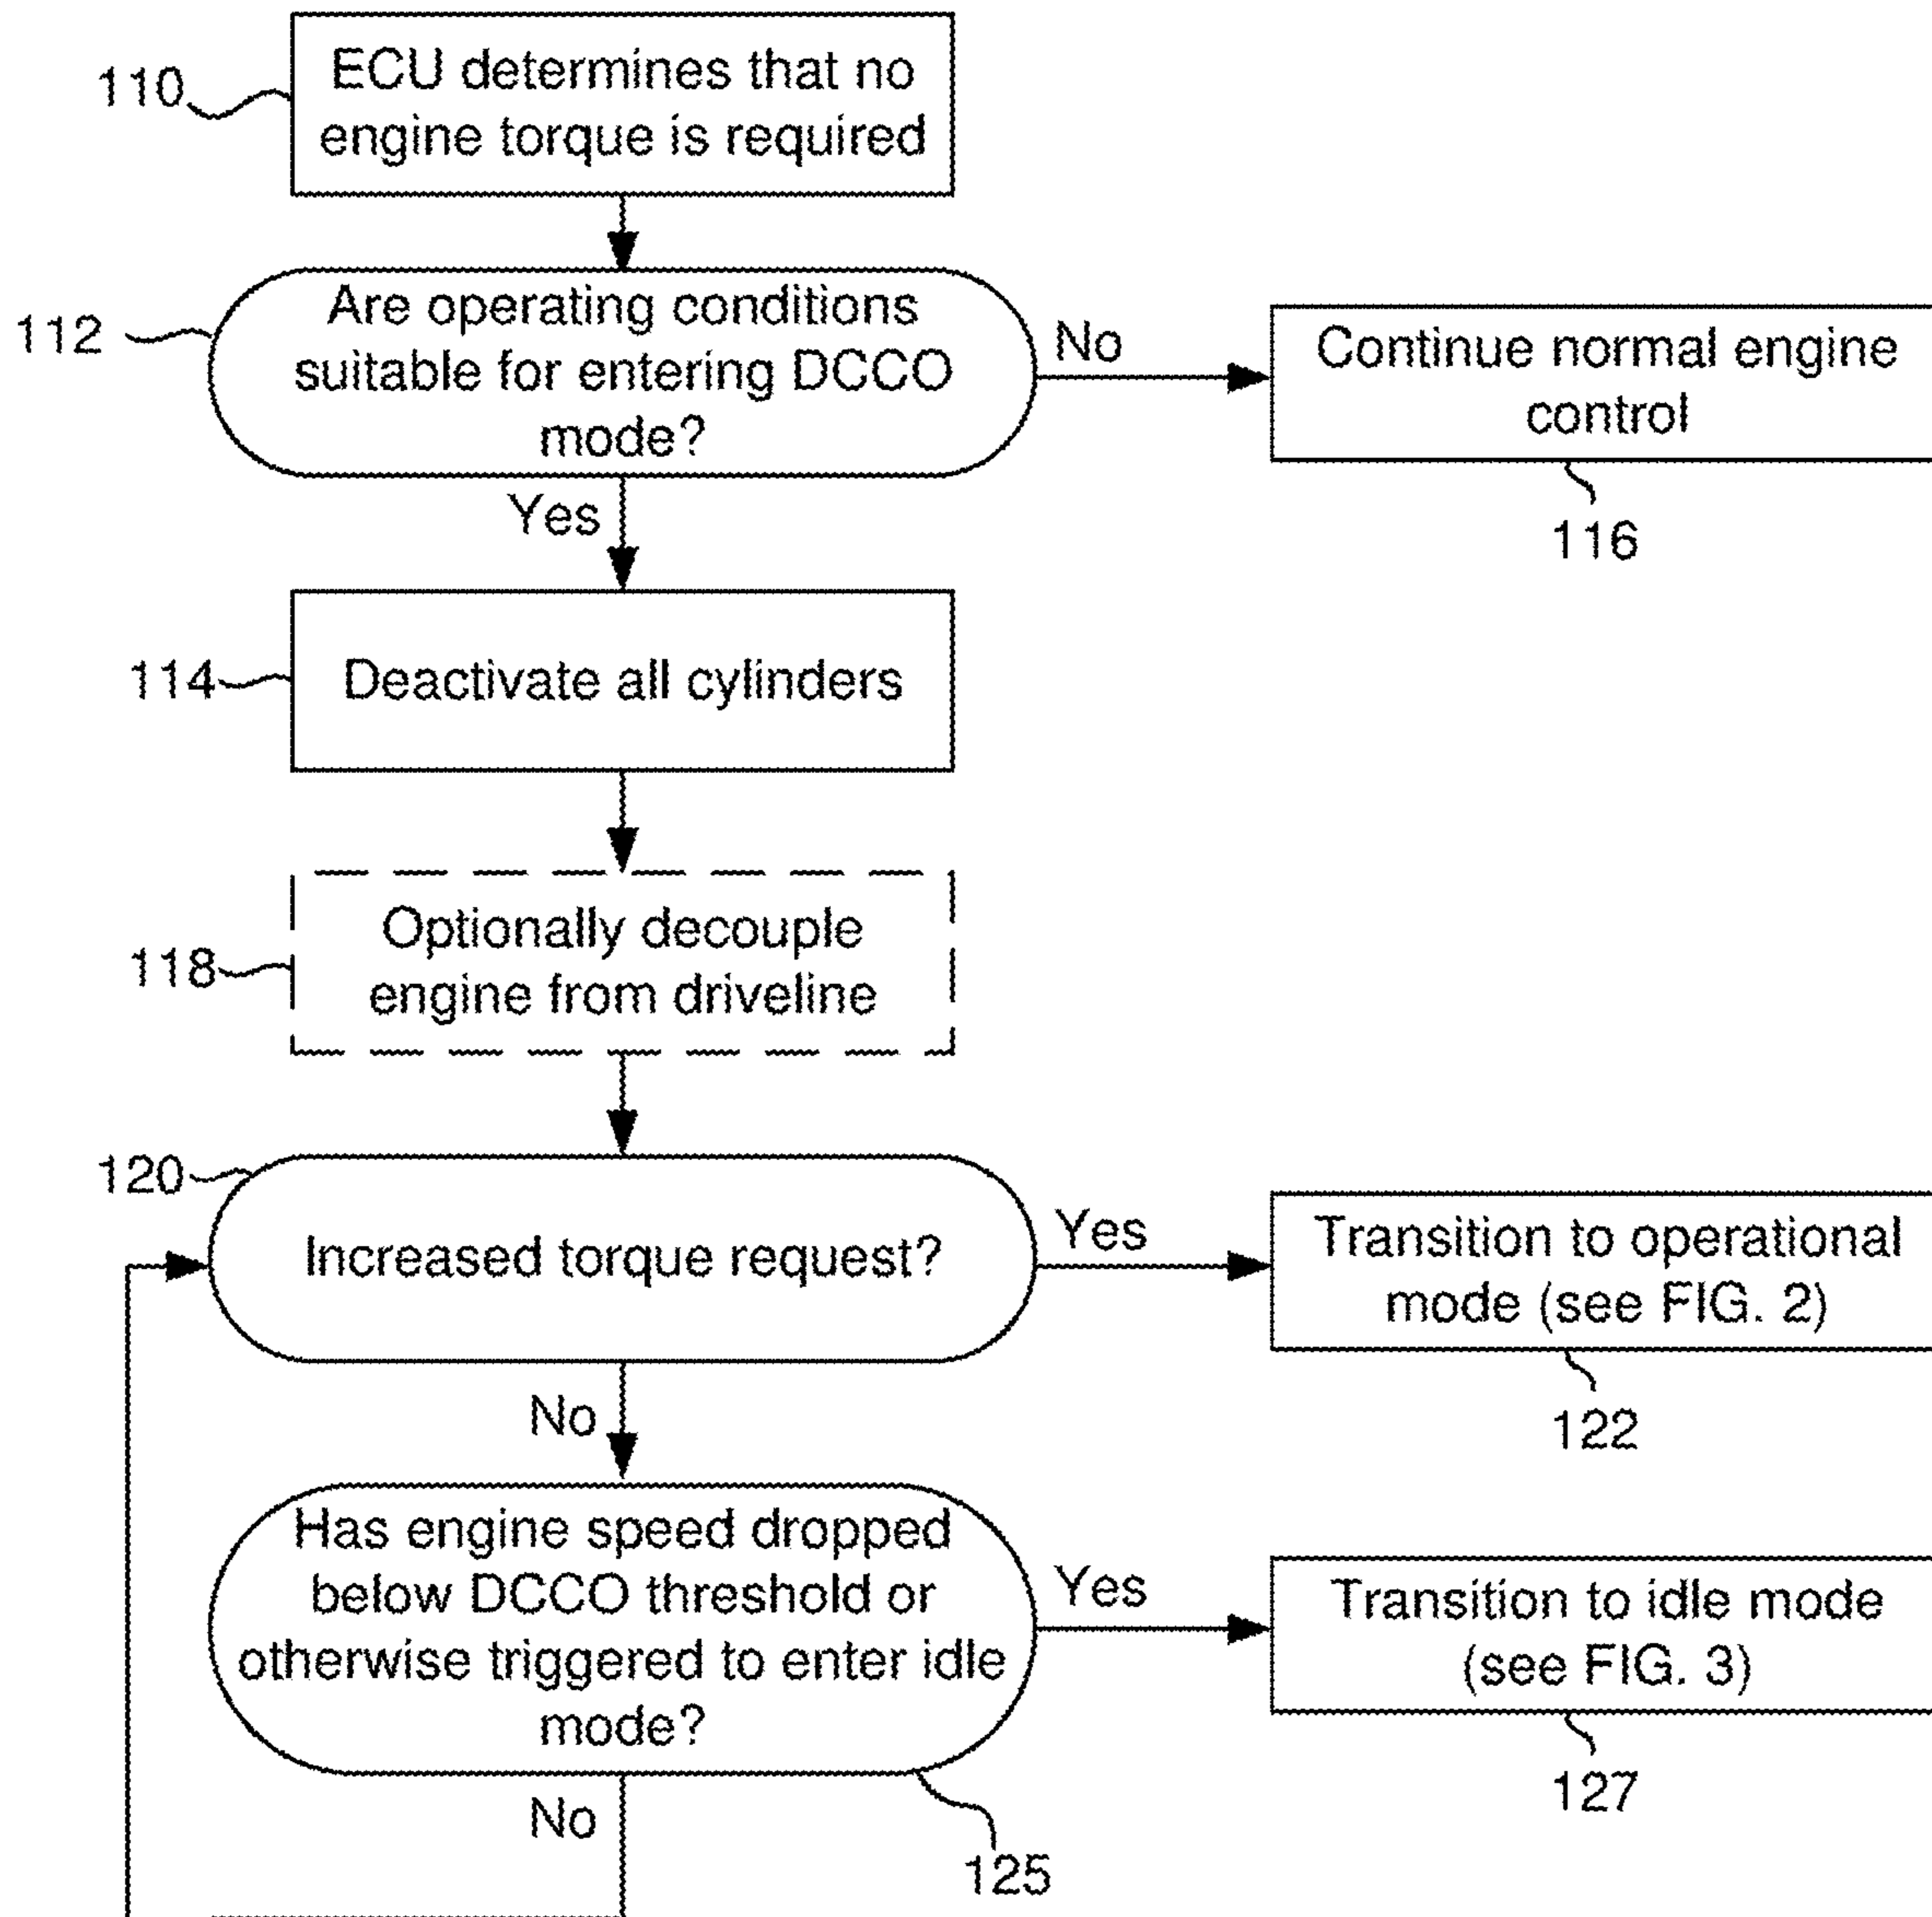 110
ECU determines that no
engine torque is required
112
Are operating conditions
suitable for entering DCCO
mode?
No
Continue normal engine
control
116
Yes
114
Deactivate all cylinders
118
Optionally decouple
engine from driveline
120
Increased torque request?
Yes
Transition to operational
mode (see FIG. 2)
122
No
Has engine speed dropped
below DCCO threshold or
otherwise triggered to enter idle
mode?
Yes
Transition to idle mode
(see FIG. 3)
127
No
125